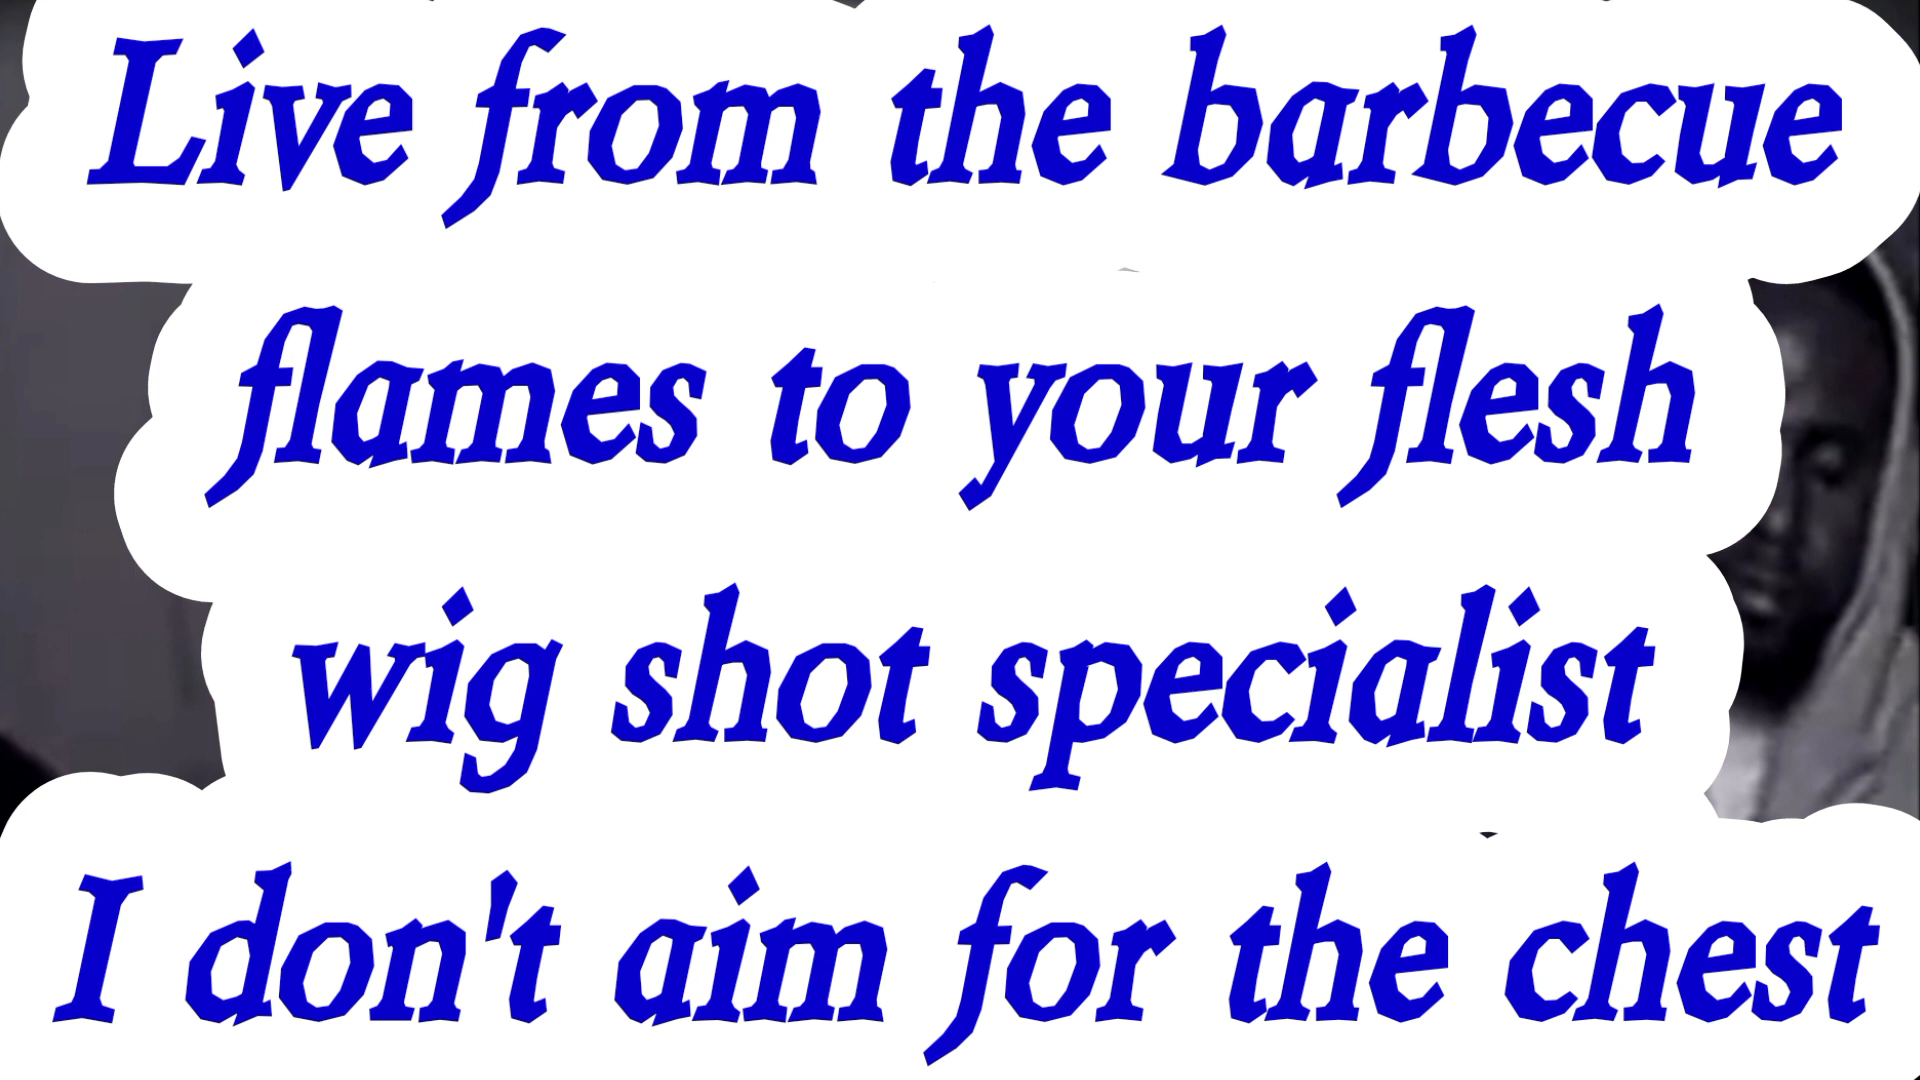 Live from the barbecue
flames to your flesh
wig shot specialist
I don't aim for the chest